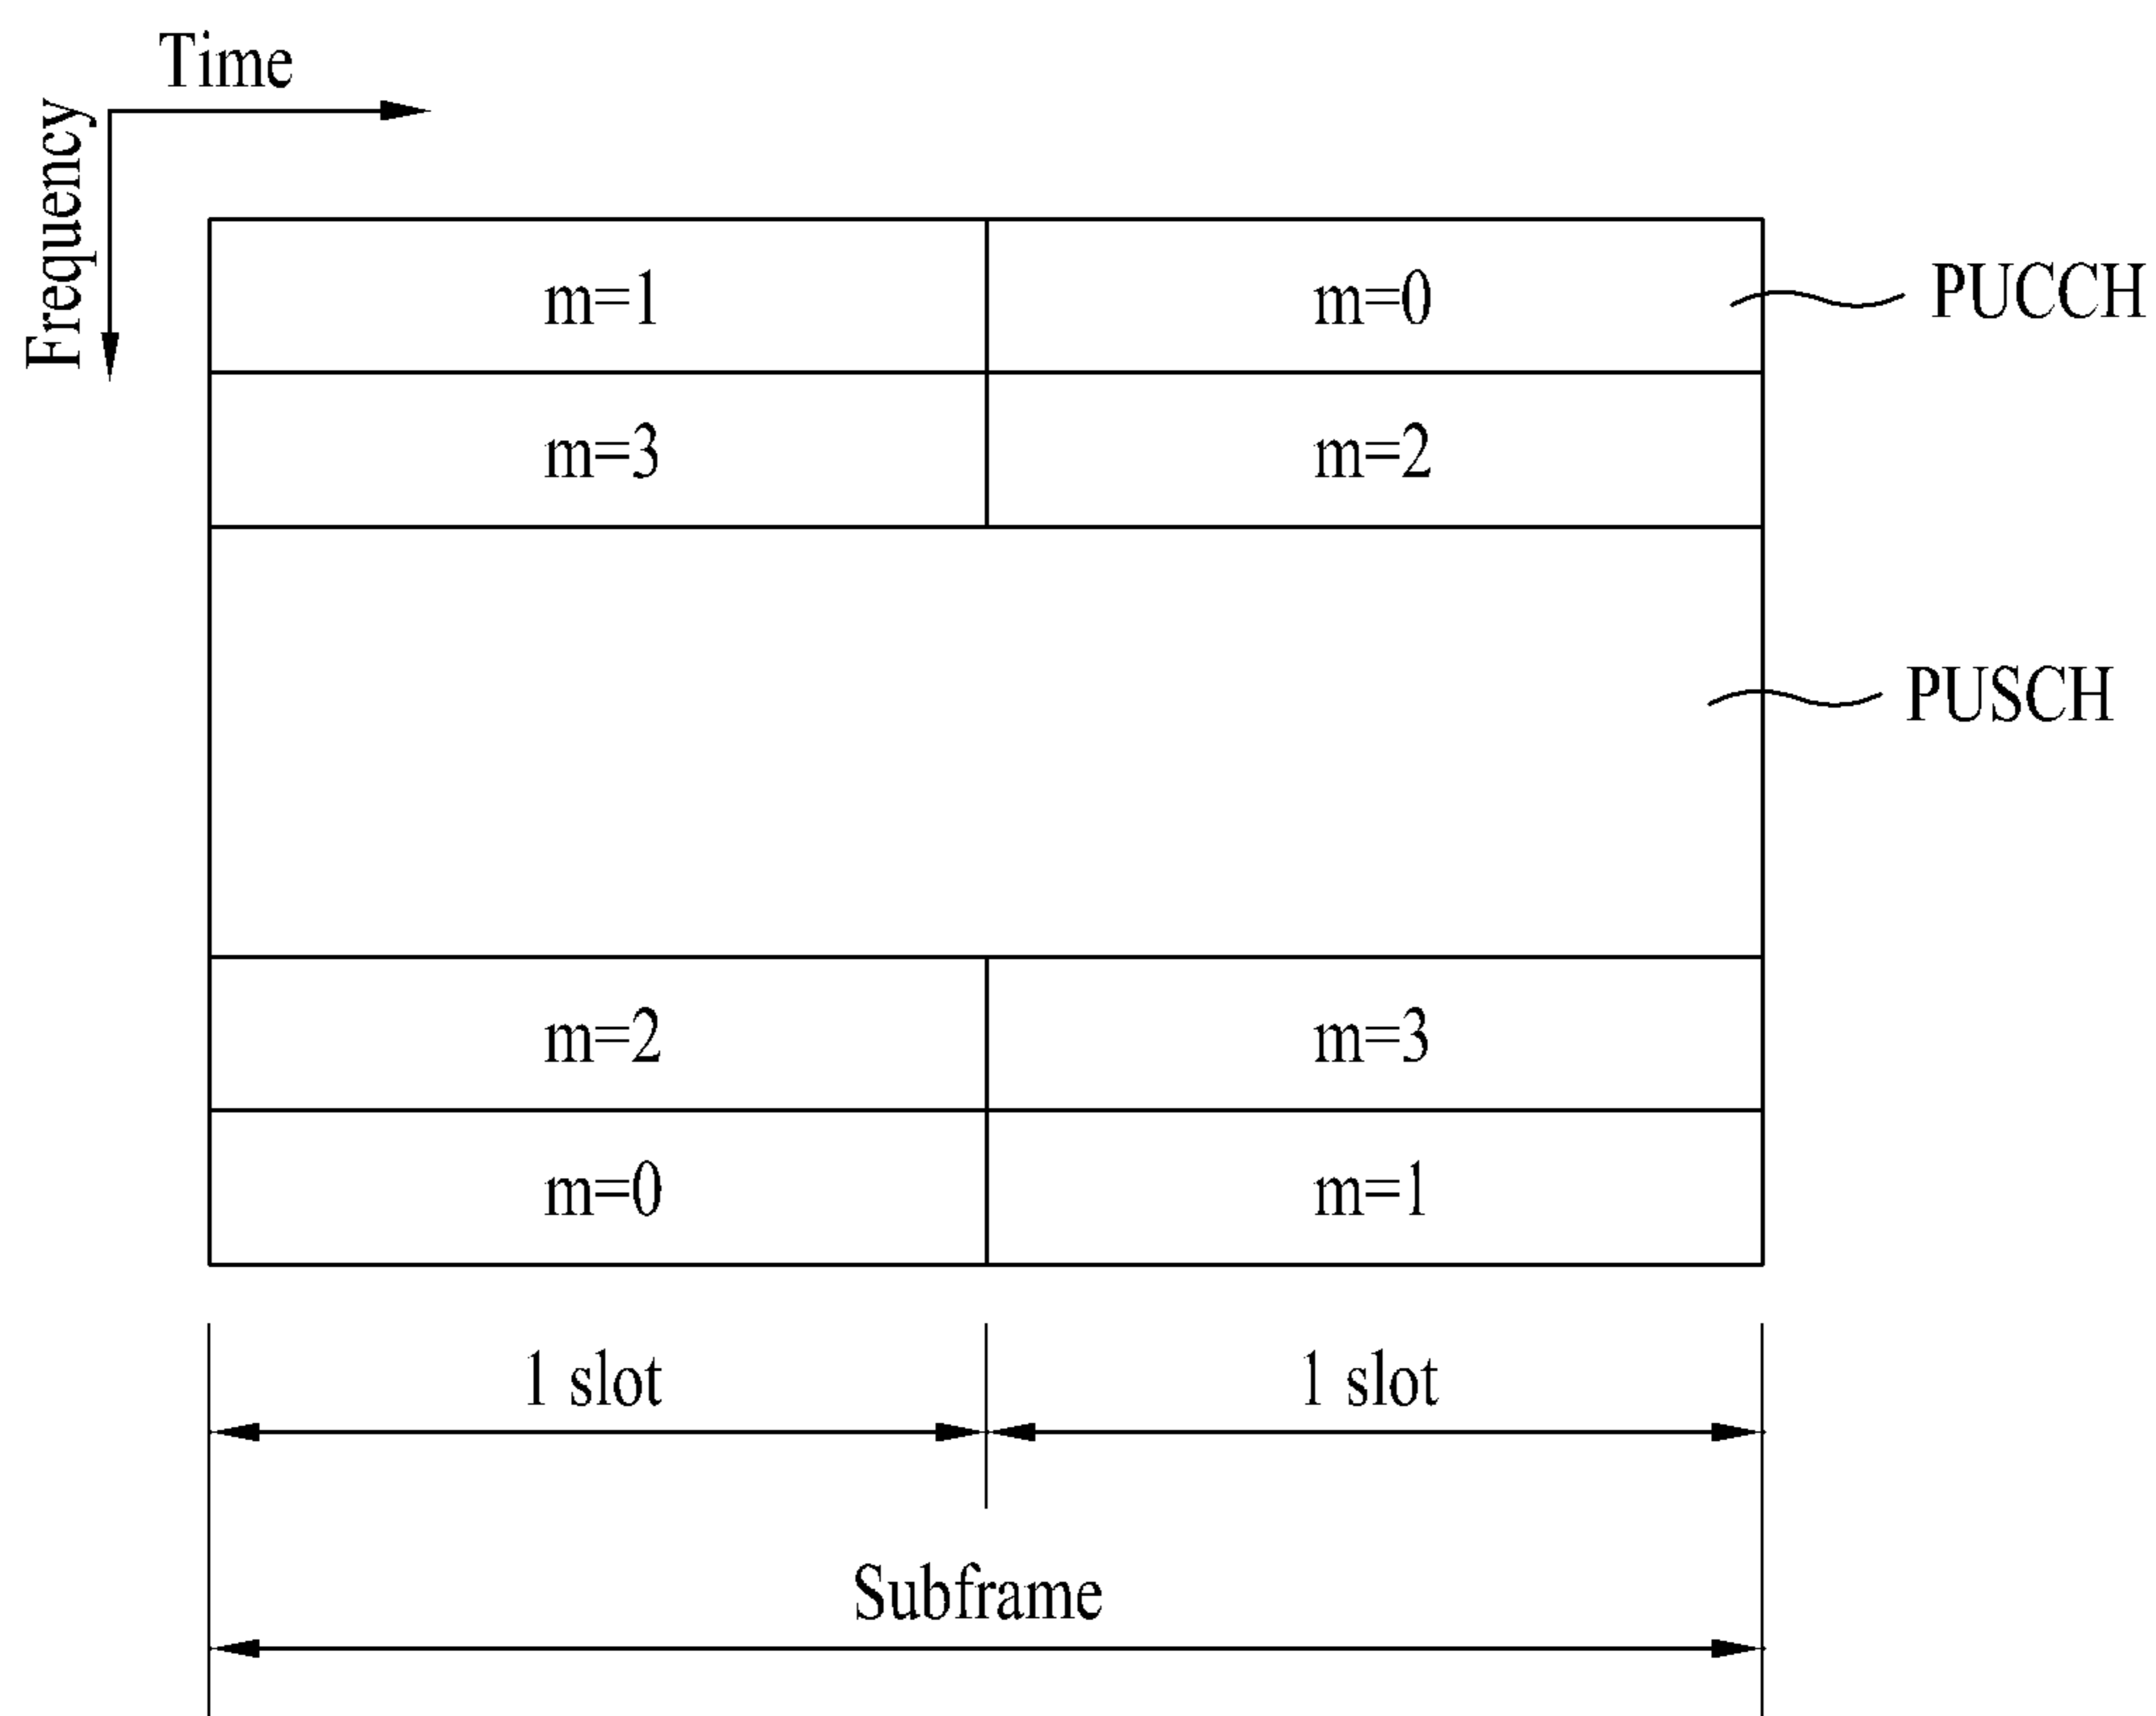 Time
Frequency
m=1 m=0 PUCCH
m=3 m=2
PUSCH
m=2 m=3
m=0 m=1
1 slot 1 slot
Subframe